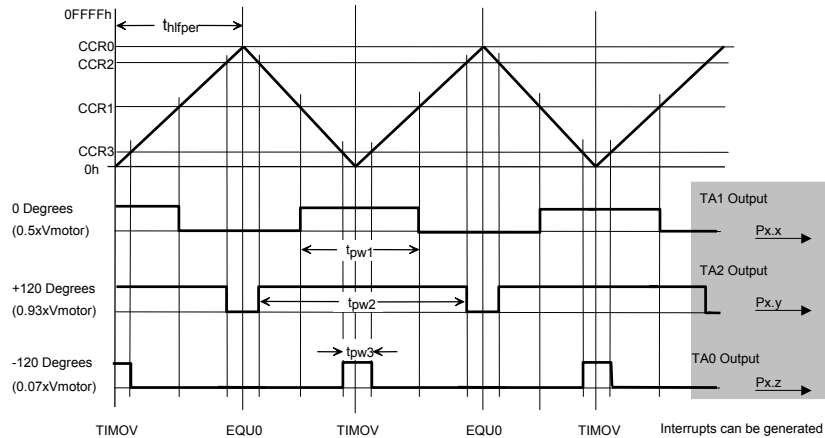 0FFFFh
thlfper
CCR0
CCR2
CCR1
CCR3
0h
0 Degrees
(0.5xVmotor)
tpw1
TA1 Output
Px.x
+120 Degrees
(0.93xVmotor)
tpw2
TA2 Output
Px.y
-120 Degrees
(0.07xVmotor)
tpw3
TA0 Output
Px.z
TIMOV EQU0 TIMOV EQU0 TIMOV Interrupts can be generated